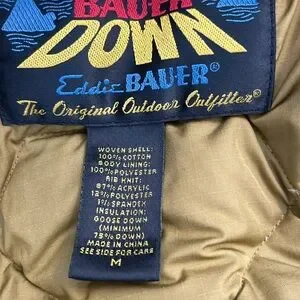 BAUER
DOWN
Eddie BAUER®
The Original Outdoor Outfitter®
WOVEN SHELL:
100% COTTON
BODY LINING:
100% POLYESTER
RIB KNIT:
87% ACRYLIC
12% POLYESTER
1% SPANDEX
INSULATION:
GOOSE DOWN
(MINIMUM
75% DOWN)
MADE IN CHINA
SEE SIDE FOR CARE
M